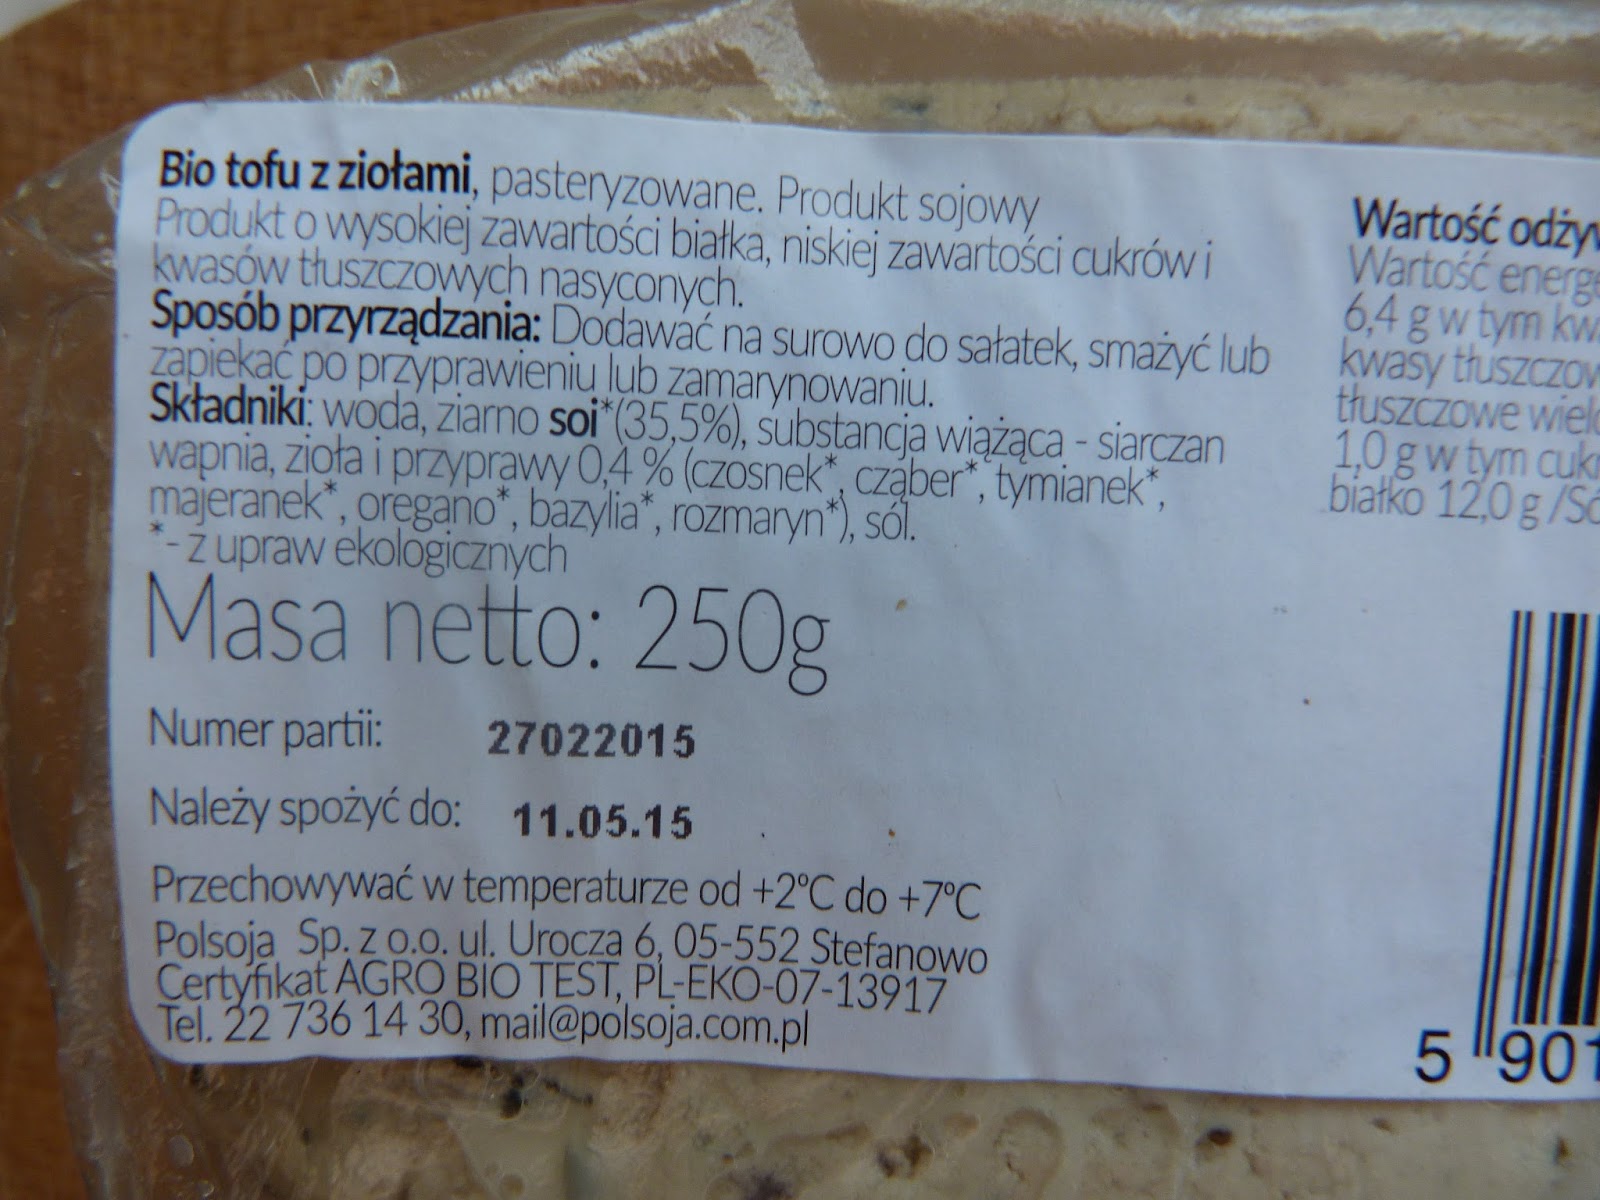 Bio tofu z ziołami, pasteryzowane. Produkt sojowy
Produkt o wysokiej zawartości białka, niskiej zawartości cukrów i
kwasów tłuszczowych nasyconych.
Sposób przyrządzania: Dodawać na surowo do sałatek, smażyć lub
zapiekać po przyprawieniu lub zamarynowaniu.
Składniki: woda, ziarno soi*(35,5%), substancja wiążąca - siarczan
wapnia, zioła i przyprawy 0,4 % (czosnek*, cząber*, tymianek*,
majeranek*, oregano*, bazylia*, rozmaryn*), sól.
*- z upraw ekologicznych
Masa netto: 250g
Numer partii: 27022015
Należy spożyć do: 11.05.15
Przechowywać w temperaturze od +2°C do +7°C
Polsoja Sp. z o.o. ul. Urocza 6, 05-552 Stefanowo
Certyfikat AGRO BIO TEST, PL-EKO-07-13917
Tel. 22 736 14 30, mail@polsoja.com.pl
Wartość
Wartość
6,4 g w tym
kwasy
tłuszczowe
1,0 g w tym
białko 12,0 g /
5 901